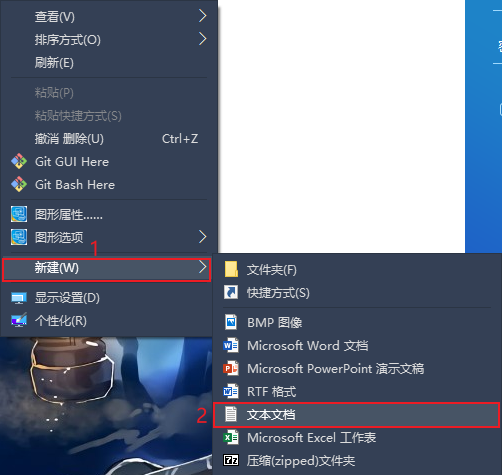 查看(V)
排序方式(O)
刷新(E)
粘贴(P)
粘贴快捷方式(S)
撤消 删除(U) Ctrl+Z
Git GUI Here
Git Bash Here
图形属性......
图形选项
1
新建(W)
显示设置(D)
个性化(R)
文件夹(F)
快捷方式(S)
BMP 图像
Microsoft Word 文档
Microsoft PowerPoint 演示文稿
RTF 格式
2 文本文档
Microsoft Excel 工作表
压缩(zipped)文件夹